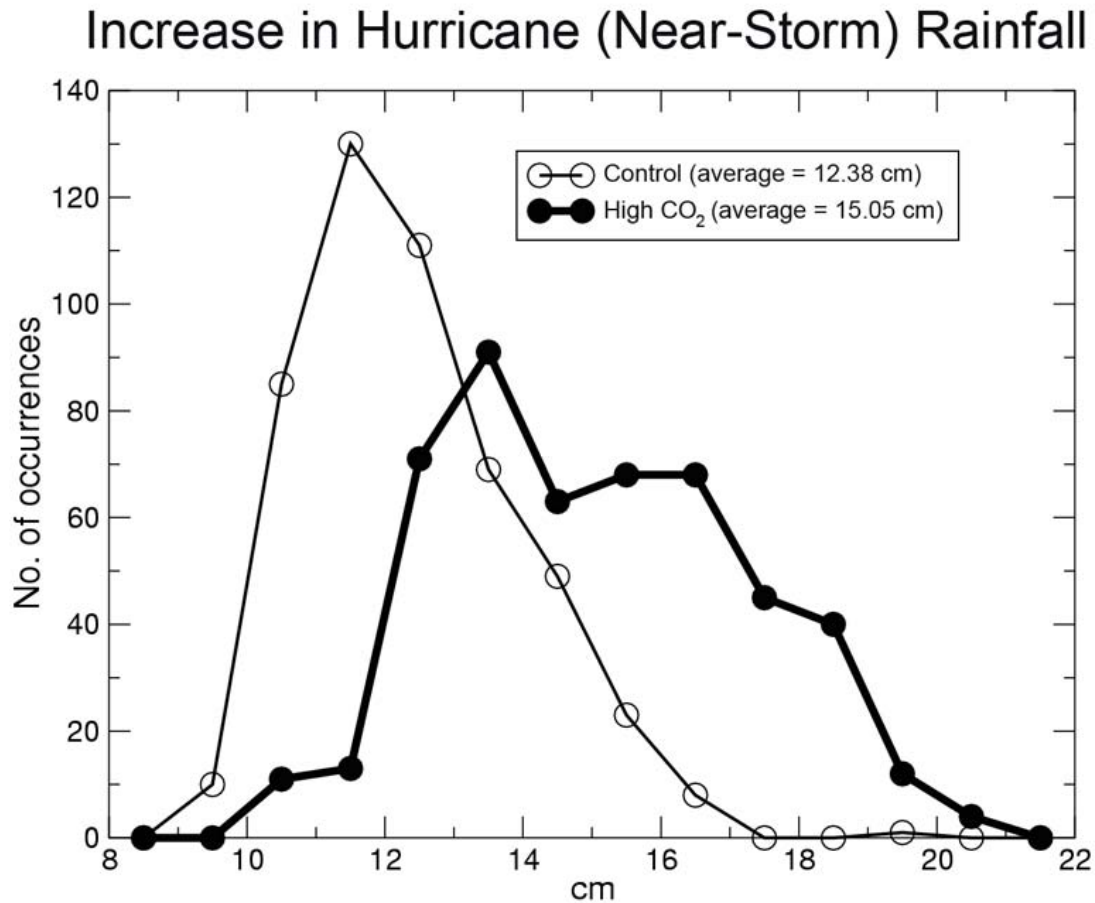 Increase in Hurricane (Near-Storm) Rainfall
140
120
100
80
60
40
20
0
No. of occurrences
Control (average = 12.38 cm)
High CO₂ (average = 15.05 cm)
8 10 12 14 16 18 20 22
cm